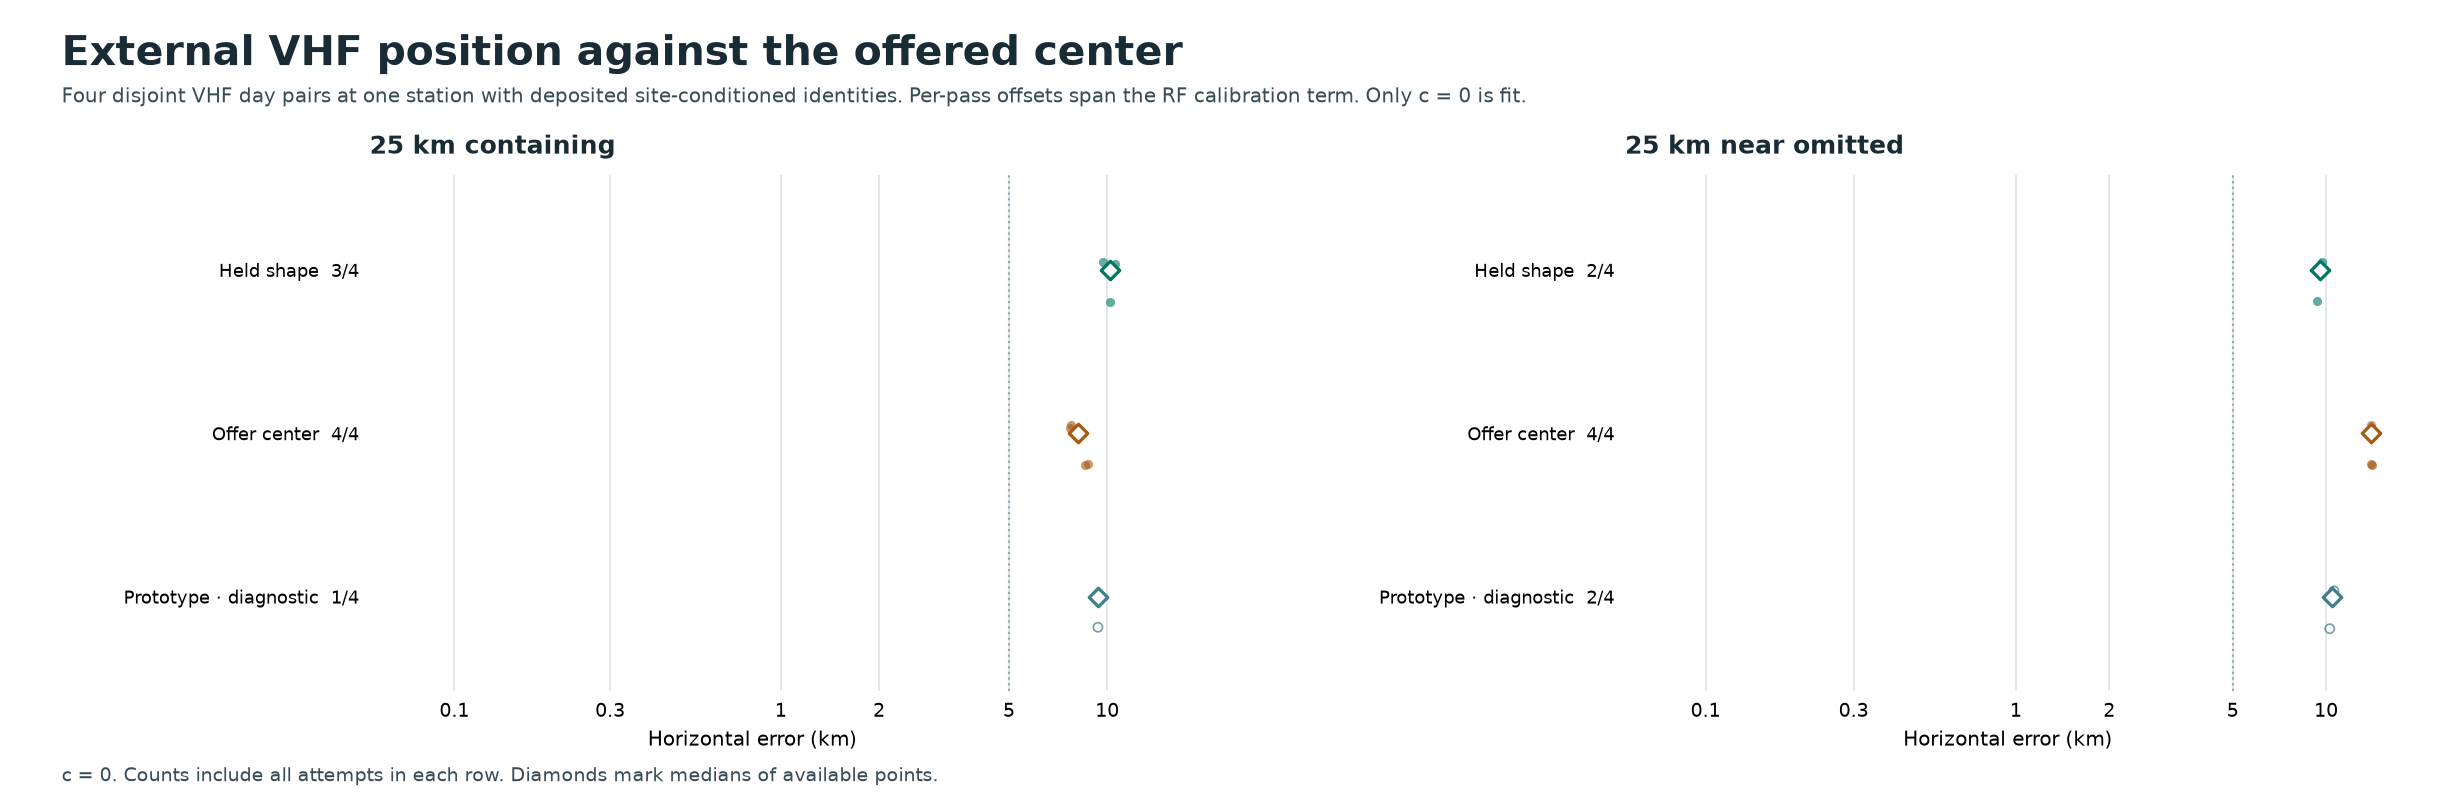 External VHF position against the offered center
Four disjoint VHF day pairs at one station with deposited site-conditioned identities. Per-pass offsets span the RF calibration term. Only c = 0 is fit.
25 km containing
Held shape 3/4
Offer center 4/4
Prototype · diagnostic 1/4
0.1 0.3 1 2 5 10
Horizontal error (km)
25 km near omitted
Held shape 2/4
Offer center 4/4
Prototype · diagnostic 2/4
0.1 0.3 1 2 5 10
Horizontal error (km)
c = 0. Counts include all attempts in each row. Diamonds mark medians of available points.